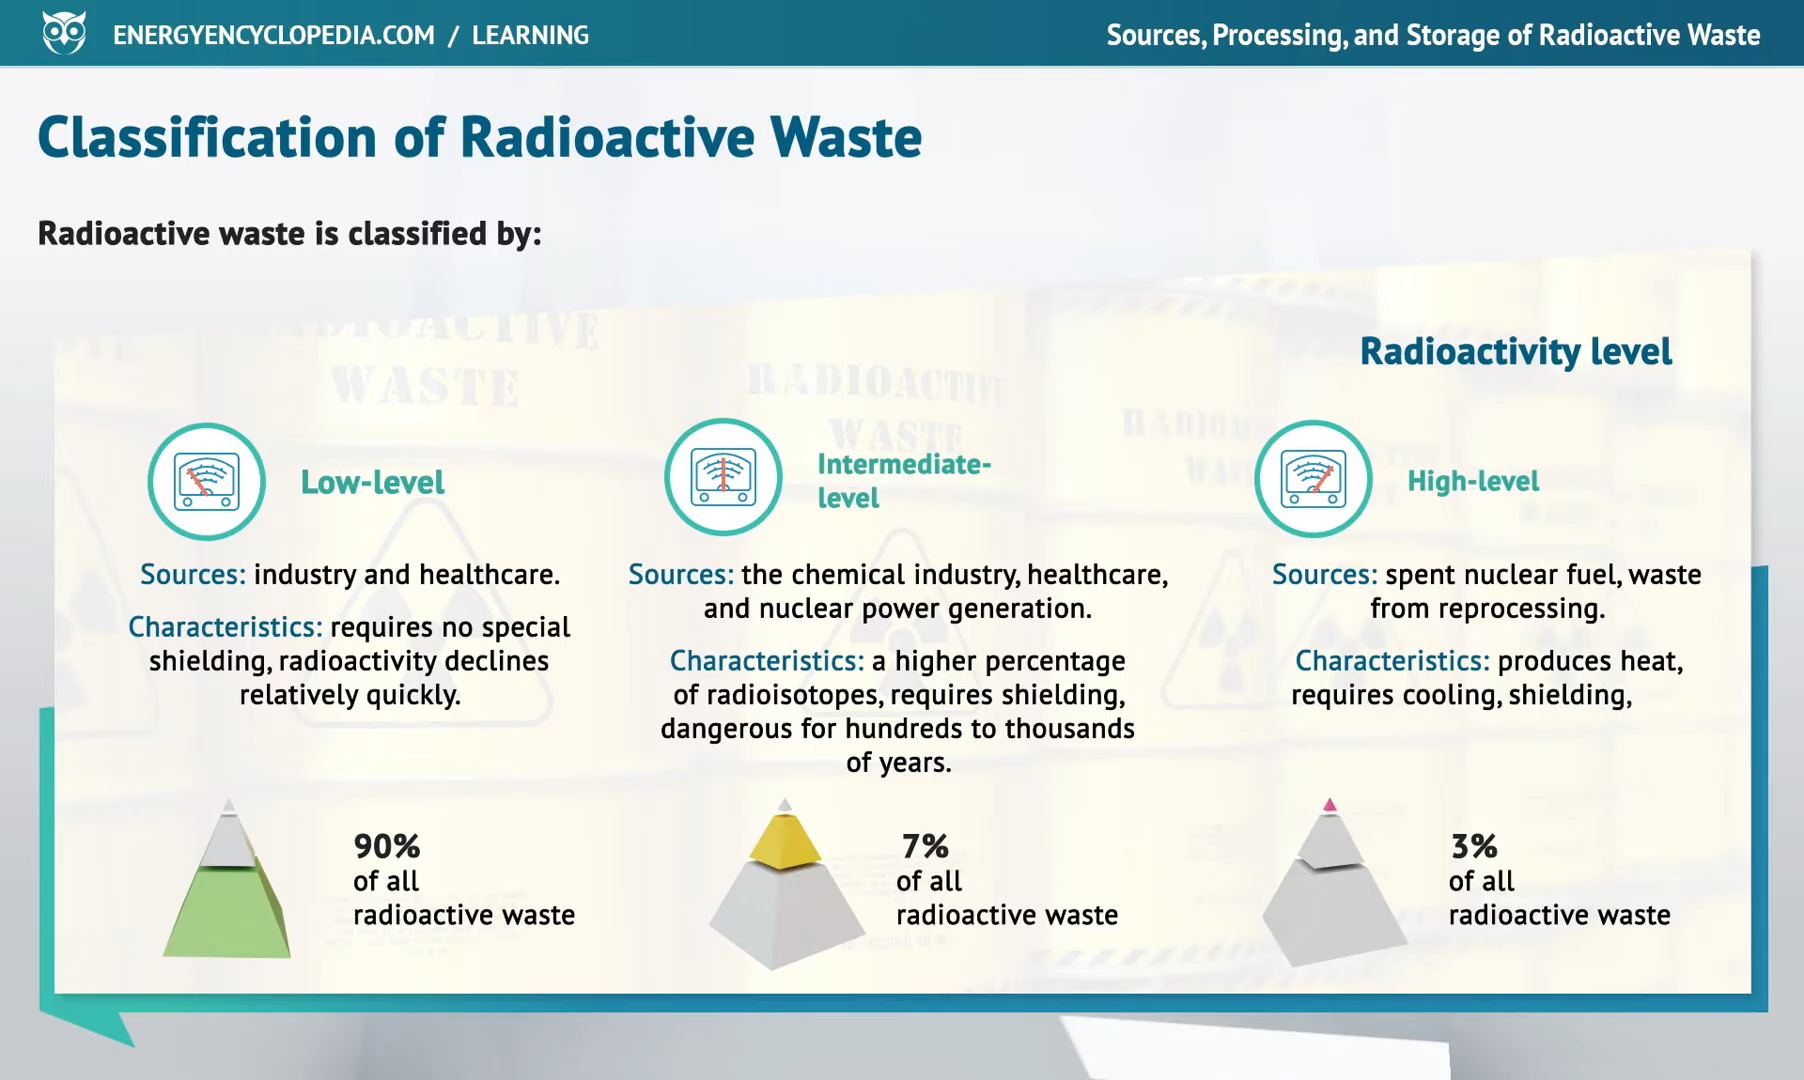 ENERGYENCYCLOPEDIA.COM / LEARNING
Sources, Processing, and Storage of Radioactive Waste
Classification of Radioactive Waste
Radioactive waste is classified by:
RADIOACTIVE
WASTE
RADIOACTIVE
WASTE
Radioactivity level
Low-level
Sources: industry and healthcare.
Characteristics: requires no special
shielding, radioactivity declines
relatively quickly.
90%
of all
radioactive waste
Intermediate-
level
Sources: the chemical industry, healthcare,
and nuclear power generation.
Characteristics: a higher percentage
of radioisotopes, requires shielding,
dangerous for hundreds to thousands
of years.
7%
of all
radioactive waste
High-level
Sources: spent nuclear fuel, waste
from reprocessing.
Characteristics: produces heat,
requires cooling, shielding,
3%
of all
radioactive waste